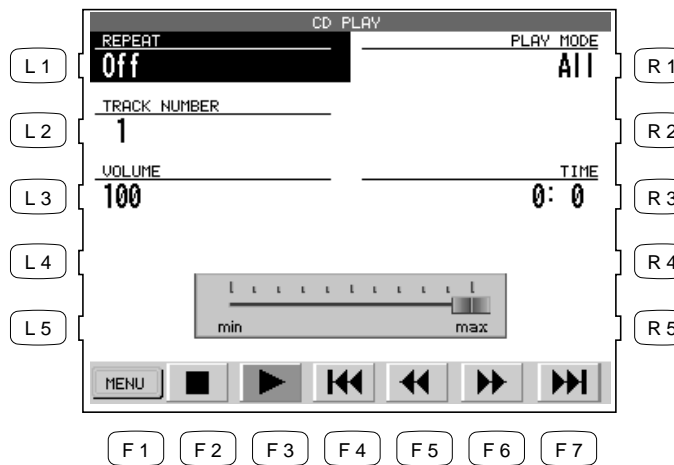 CD PLAY
REPEAT
PLAY MODE
L 1
Off
All
R 1
TRACK NUMBER
L 2
1
R 2
VOLUME
TIME
L 3
100
0: 0
R 3
L 4
R 4
L 5
min
max
R 5
MENU
F 1
F 2
F 3
F 4
F 5
F 6
F 7